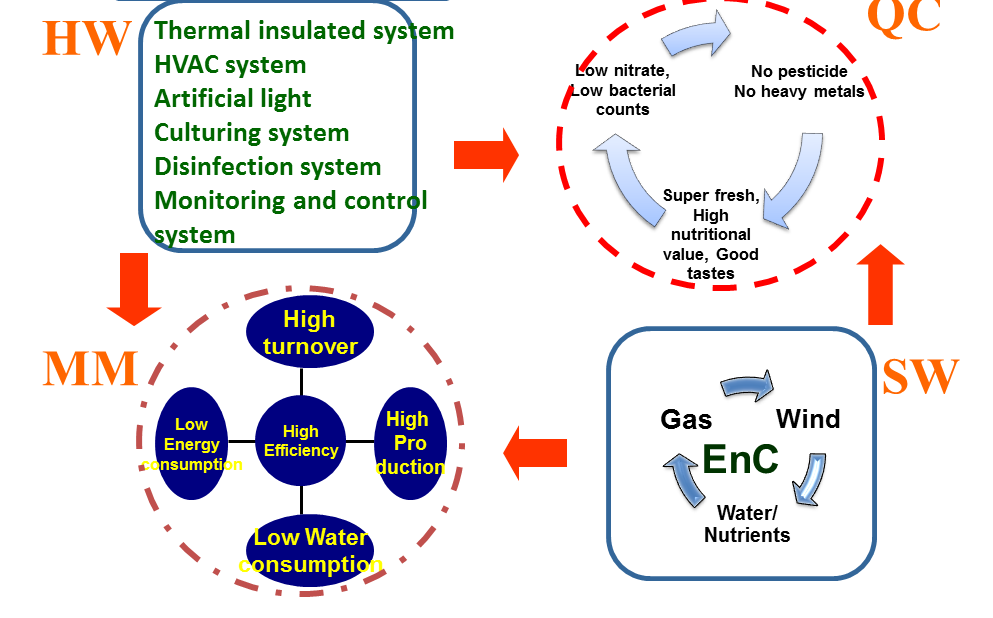 HW
Thermal insulated system
HVAC system
Artificial light
Culturing system
Disinfection system
Monitoring and control
system
QC
Low nitrate,
Low bacterial
counts
No pesticide
No heavy metals
Super fresh,
High
nutritional
value, Good
tastes
MM
High
turnover
Low
Energy
consumption
High
Efficiency
High
Pro
duction
Low Water
consumption
SW
Gas
Wind
EnC
Water/
Nutrients